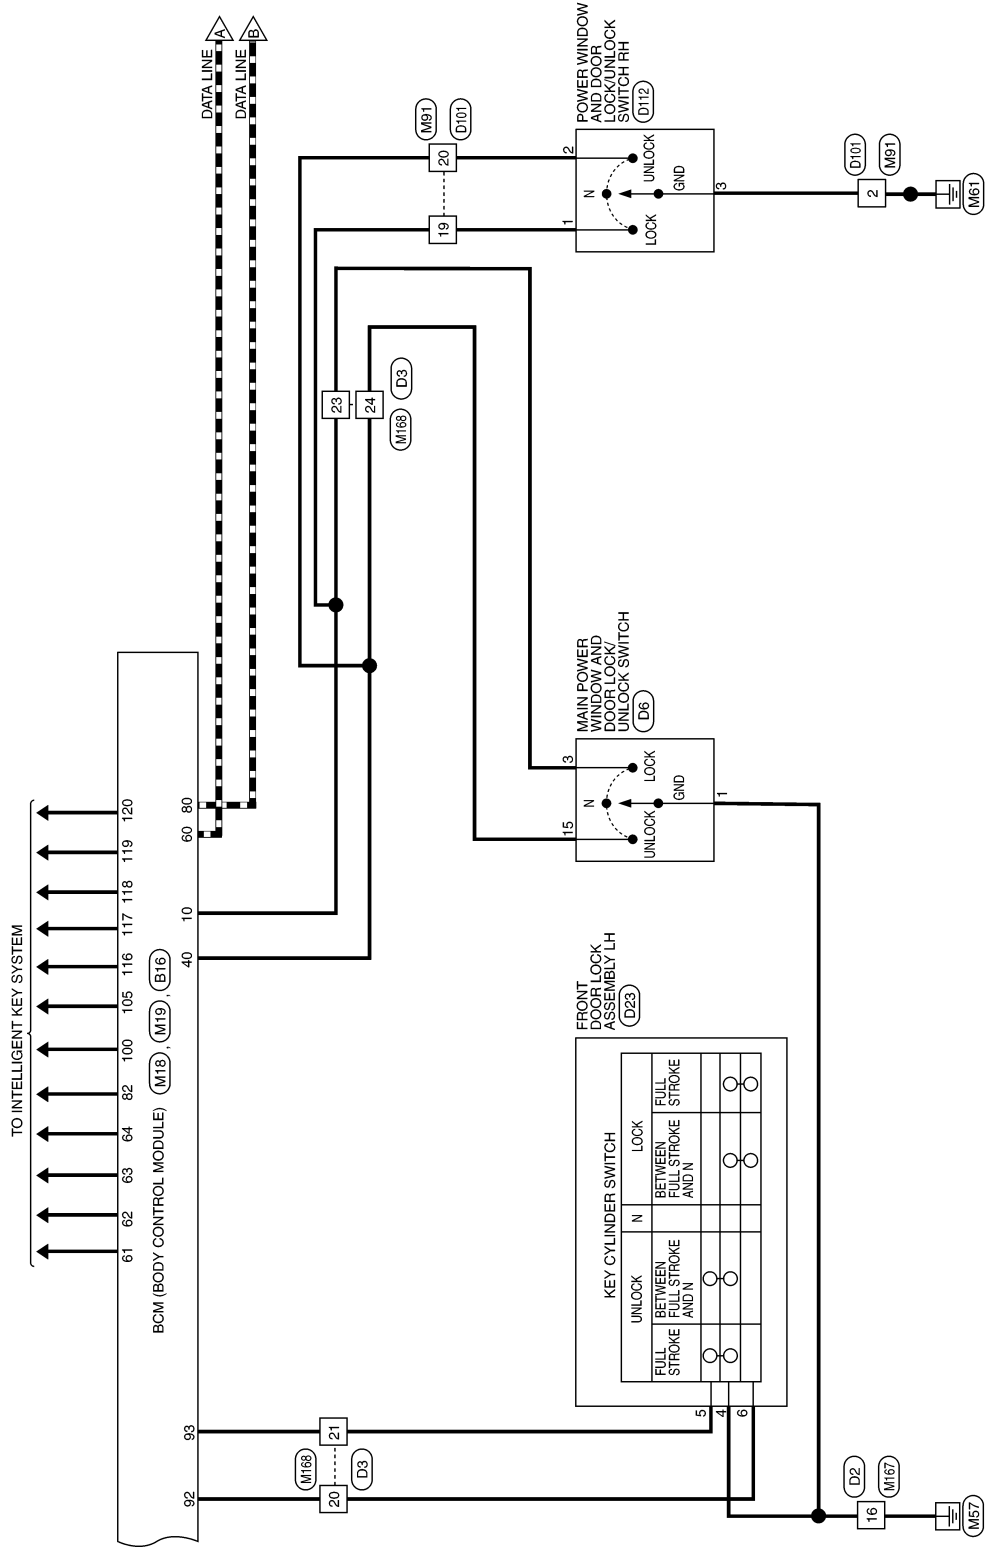 TO INTELLIGENT KEY SYSTEM
61
62
63
64
82
100
105
116
117
118
119
120
BCM (BODY CONTROL MODULE)
M18 , M19 , B16
92
93
40
10
60
80
DATA LINE
A
DATA LINE
B
20
21
M168
D3
23
24
M168
D3
19
20
M91
D101
FRONT
DOOR LOCK
ASSEMBLY LH
D23
KEY CYLINDER SWITCH
UNLOCK
N
LOCK
FULL
STROKE
BETWEEN
FULL STROKE
AND N
BETWEEN
FULL STROKE
AND N
FULL
STROKE
5
4
6
MAIN POWER
WINDOW AND
DOOR LOCK/
UNLOCK SWITCH
D6
15
3
N
UNLOCK
LOCK
GND
1
POWER WINDOW
AND DOOR
LOCK/UNLOCK
SWITCH RH
D112
1
2
N
LOCK
UNLOCK
GND
3
16
D2
M167
M57
2
D101
M91
M61